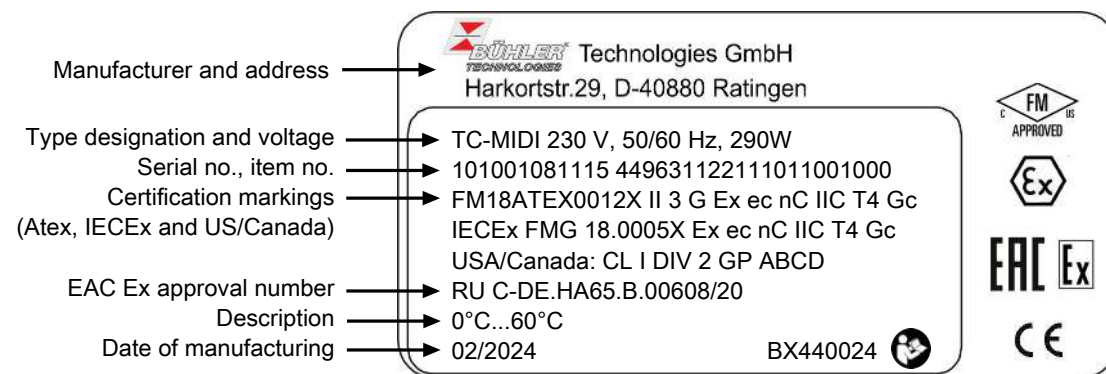 BÜHLER TECHNOLOGIES Technologies GmbH
Manufacturer and address
Harkortstr.29, D-40880 Ratingen
C FM US
APPROVED
Type designation and voltage
TC-MIDI 230 V, 50/60 Hz, 290W
Serial no., item no.
101001081115 449631122111011001000
Certification markings
FM18ATEX0012X II 3 G Ex ec nC IIC T4 Gc
(Atex, IECEx and US/Canada)
IECEx FMG 18.0005X Ex ec nC IIC T4 Gc
USA/Canada: CL I DIV 2 GP ABCD
Ex
EAC Ex approval number
RU C-DE.HA65.B.00608/20
EAC Ex
Description
0°C...60°C
Date of manufacturing
02/2024 BX440024
CE